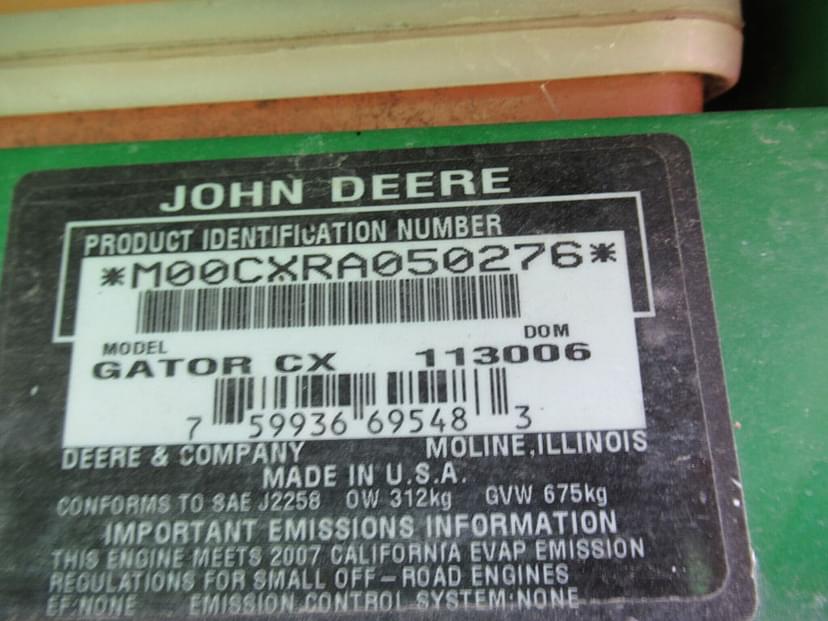 JOHN DEERE
PRODUCT IDENTIFICATION NUMBER
*M00CXRA050276*
MODEL DOM
GATOR CX 113006
7 59936 69548 3
DEERE & COMPANY MOLINE, ILLINOIS
MADE IN U.S.A.
CONFORMS TO SAE J2258 OW 312kg GVW 675kg
IMPORTANT EMISSIONS INFORMATION
THIS ENGINE MEETS 2007 CALIFORNIA EVAP EMISSION
REGULATIONS FOR SMALL OFF-ROAD ENGINES
EF:NONE EMISSION CONTROL SYSTEM:NONE